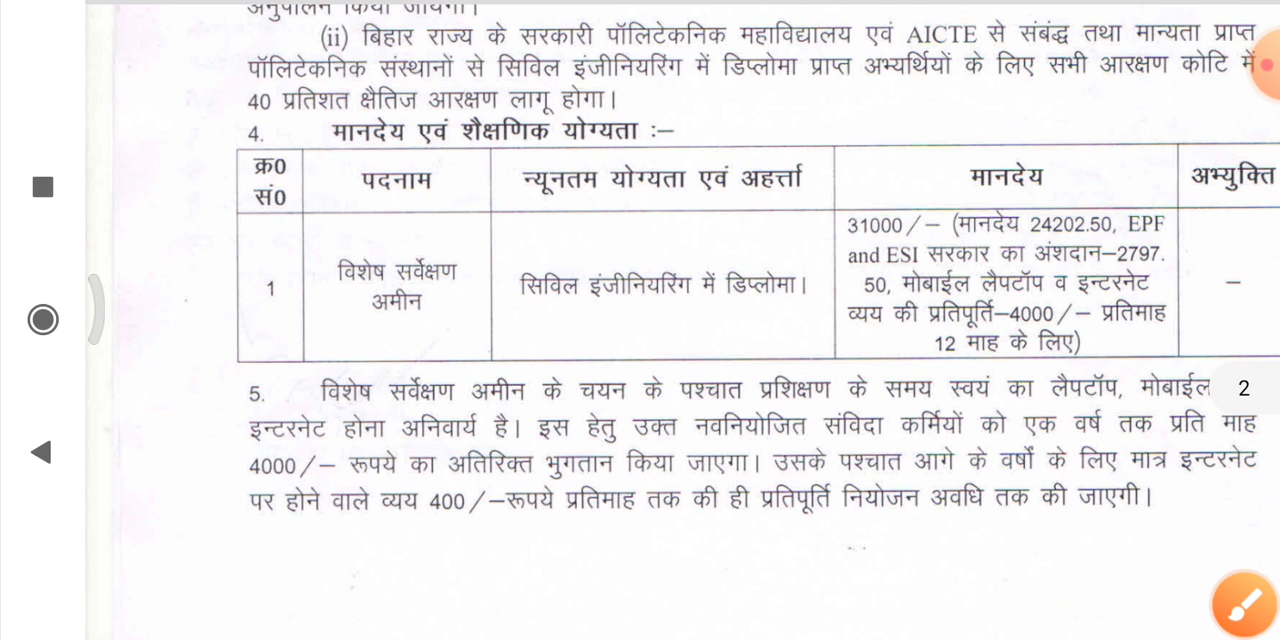 अनुपालन किया जायेगा।
(ii) बिहार राज्य के सरकारी पॉलिटेकनिक महाविद्यालय एवं AICTE से संबंद्ध तथा मान्यता प्राप्त
पॉलिटेकनिक संस्थानों से सिविल इंजीनियरिंग में डिप्लोमा प्राप्त अभ्यर्थियों के लिए सभी आरक्षण कोटि में
40 प्रतिशत क्षैतिज आरक्षण लागू होगा।
4. मानदेय एवं शैक्षणिक योग्यता :–
क्र0
सं0
पदनाम
न्यूनतम योग्यता एवं अहर्त्ता
मानदेय
अभ्युक्ति
1
विशेष सर्वेक्षण
अमीन
सिविल इंजीनियरिंग में डिप्लोमा।
31000/– (मानदेय 24202.50, EPF
and ESI सरकार का अंशदान–2797.
50, मोबाईल लैपटॉप व इन्टरनेट
व्यय की प्रतिपूर्ति–4000/– प्रतिमाह
12 माह के लिए)
–
5. विशेष सर्वेक्षण अमीन के चयन के पश्चात प्रशिक्षण के समय स्वयं का लैपटॉप, मोबाईल
2
इन्टरनेट होना अनिवार्य है। इस हेतु उक्त नवनियोजित संविदा कर्मियों को एक वर्ष तक प्रति माह
4000/– रूपये का अतिरिक्त भुगतान किया जाएगा। उसके पश्चात आगे के वर्षो के लिए मात्र इन्टरनेट
पर होने वाले व्यय 400/–रूपये प्रतिमाह तक की ही प्रतिपूर्ति नियोजन अवधि तक की जाएगी।